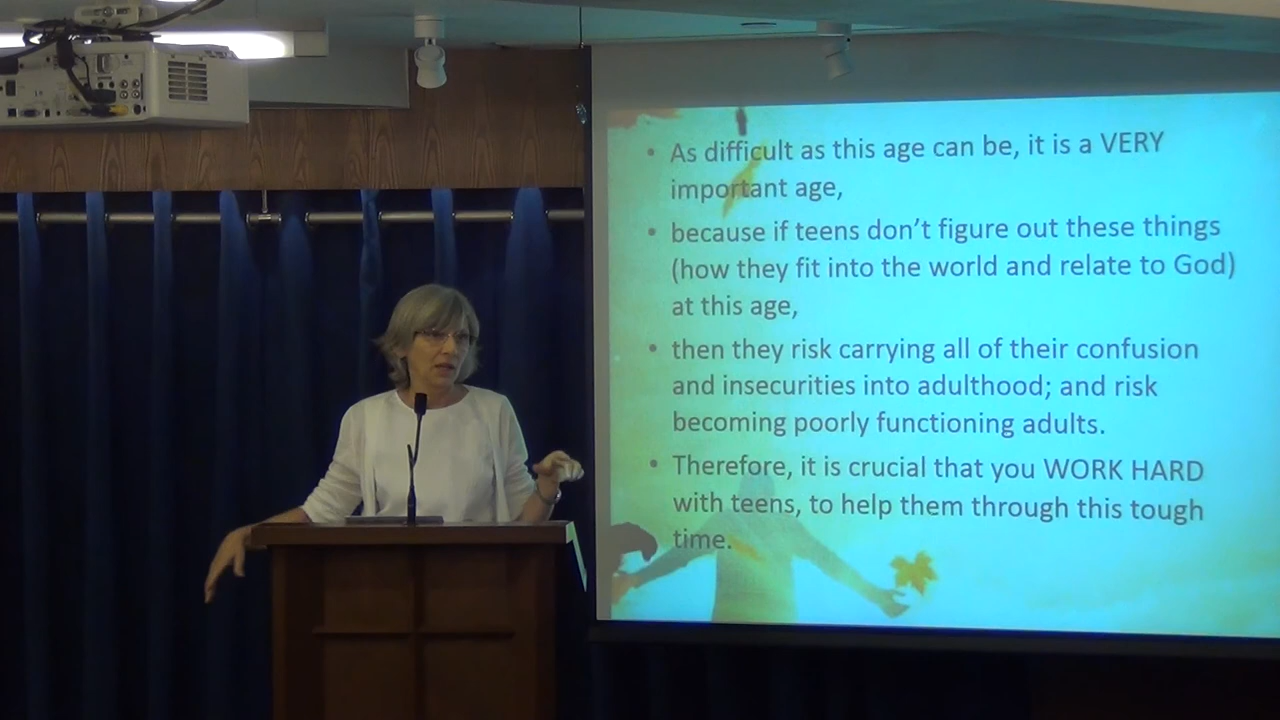 • As difficult as this age can be, it is a VERY
important age,
• because if teens don't figure out these things
(how they fit into the world and relate to God)
at this age,
• then they risk carrying all of their confusion
and insecurities into adulthood; and risk
becoming poorly functioning adults.
• Therefore, it is crucial that you WORK HARD
with teens, to help them through this tough
time.